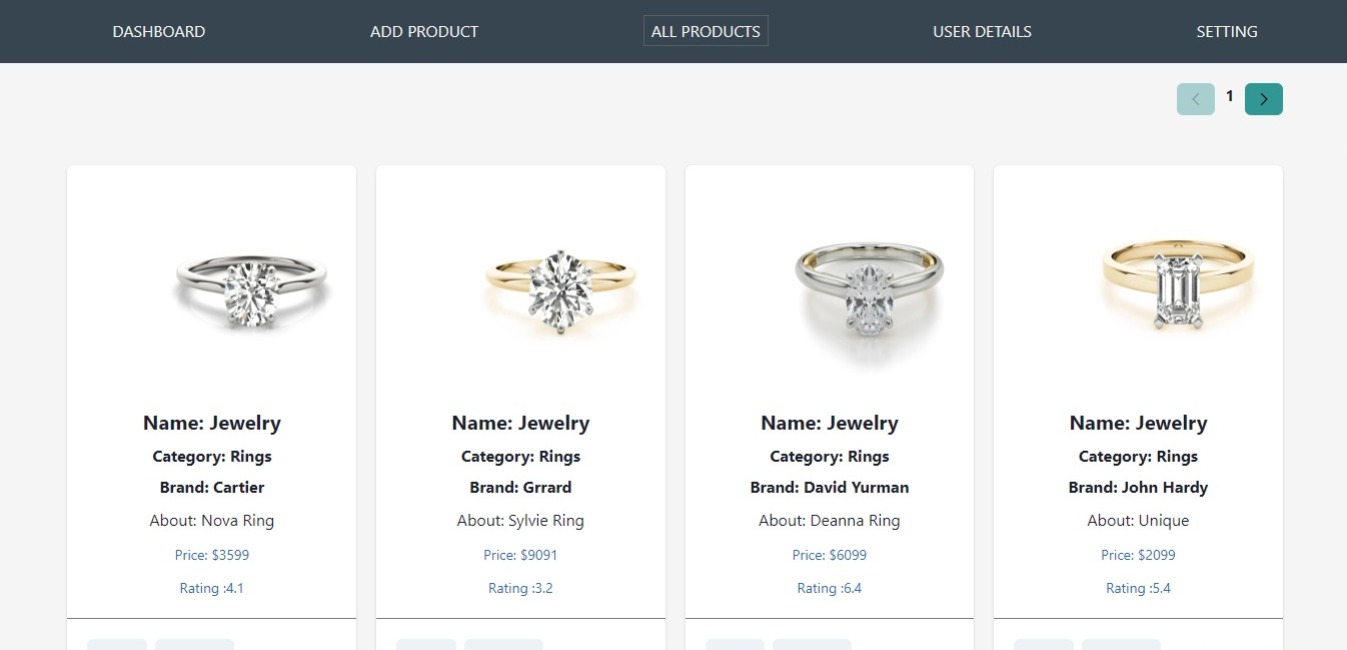 DASHBOARD
ADD PRODUCT
ALL PRODUCTS
USER DETAILS
SETTING
1
Name: Jewelry
Category: Rings
Brand: Cartier
About: Nova Ring
Price: $3599
Rating :4.1
Name: Jewelry
Category: Rings
Brand: Grrard
About: Sylvie Ring
Price: $9091
Rating :3.2
Name: Jewelry
Category: Rings
Brand: David Yurman
About: Deanna Ring
Price: $6099
Rating :6.4
Name: Jewelry
Category: Rings
Brand: John Hardy
About: Unique
Price: $2099
Rating :5.4